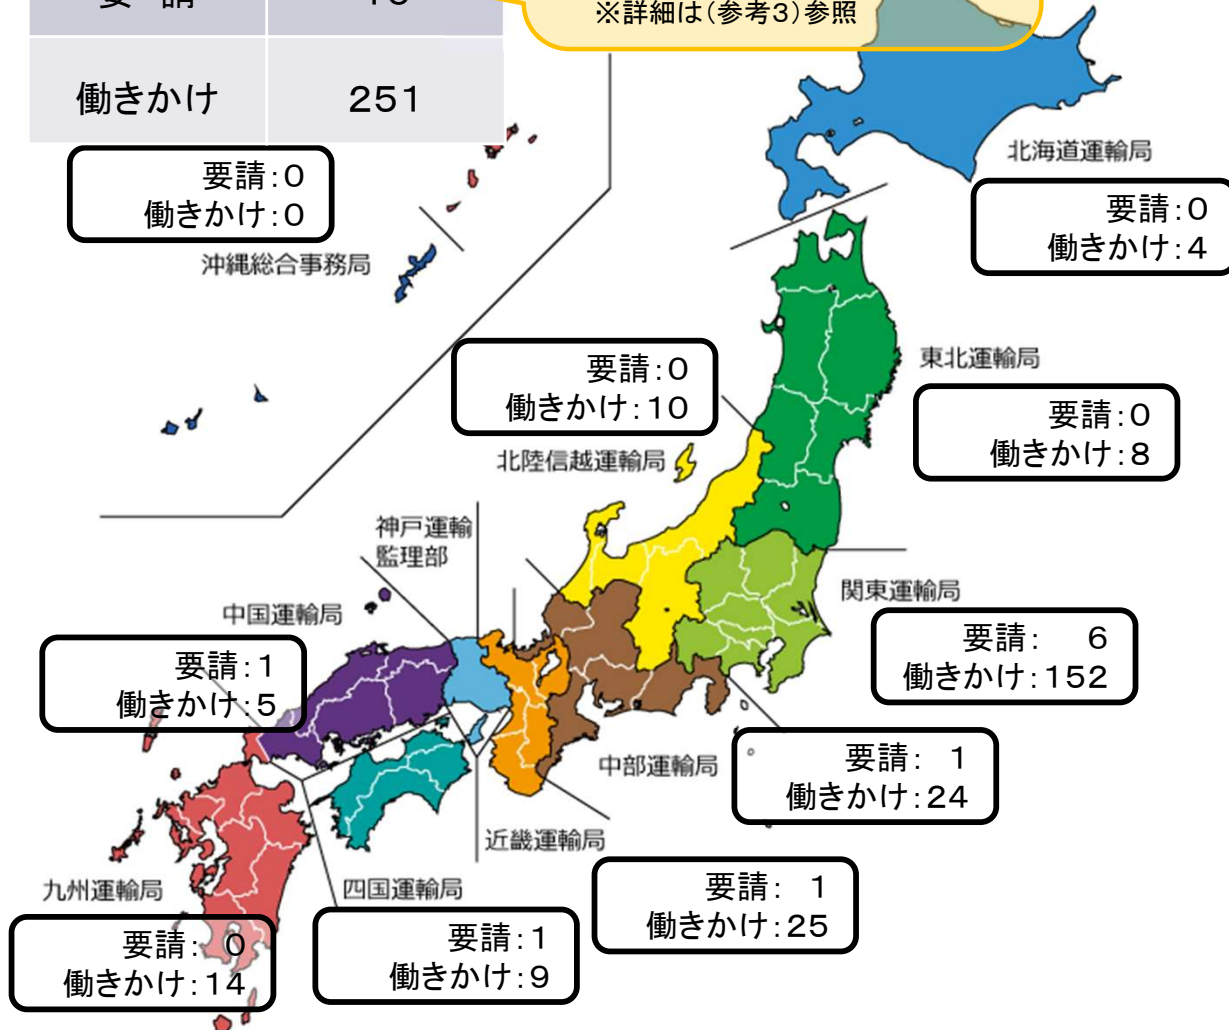 要 請
※詳細は(参考3)参照
働きかけ 251
要請:0
働きかけ:0
沖縄総合事務局
北海道運輸局
要請:0
働きかけ:4
要請:0
働きかけ:10
北陸信越運輸局
東北運輸局
要請:0
働きかけ:8
神戸運輸
監理部
中国運輸局
要請:1
働きかけ:5
関東運輸局
要請: 6
働きかけ:152
中部運輸局
要請: 1
働きかけ:24
近畿運輸局
要請: 1
働きかけ:25
四国運輸局
要請:1
働きかけ:9
九州運輸局
要請: 0
働きかけ:14